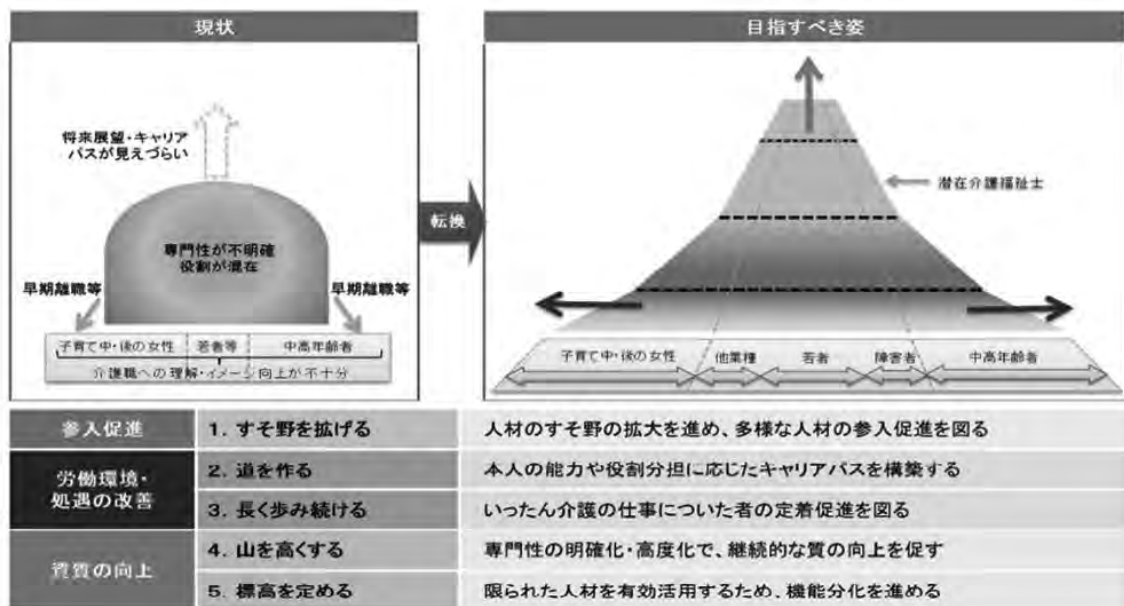 現状
将来展望・キャリア
パスが見えづらい
専門性が不明確
役割が混在
早期離職等
早期離職等
子育て中・後の女性
若者等
中高年齢者
介護職への理解・イメージ向上が不十分
転換
目指すべき姿
潜在介護福祉士
子育て中・後の女性
他業種
若者
障害者
中高年齢者
参入促進
1. すそ野を拡げる
人材のすそ野の拡大を進め、多様な人材の参入促進を図る
労働環境・
処遇の改善
2. 道を作る
本人の能力や役割分担に応じたキャリアパスを構築する
3. 長く歩み続ける
いったん介護の仕事についた者の定着促進を図る
資質の向上
4. 山を高くする
専門性の明確化・高度化で、継続的な質の向上を促す
5. 標高を定める
限られた人材を有効活用するため、機能分化を進める